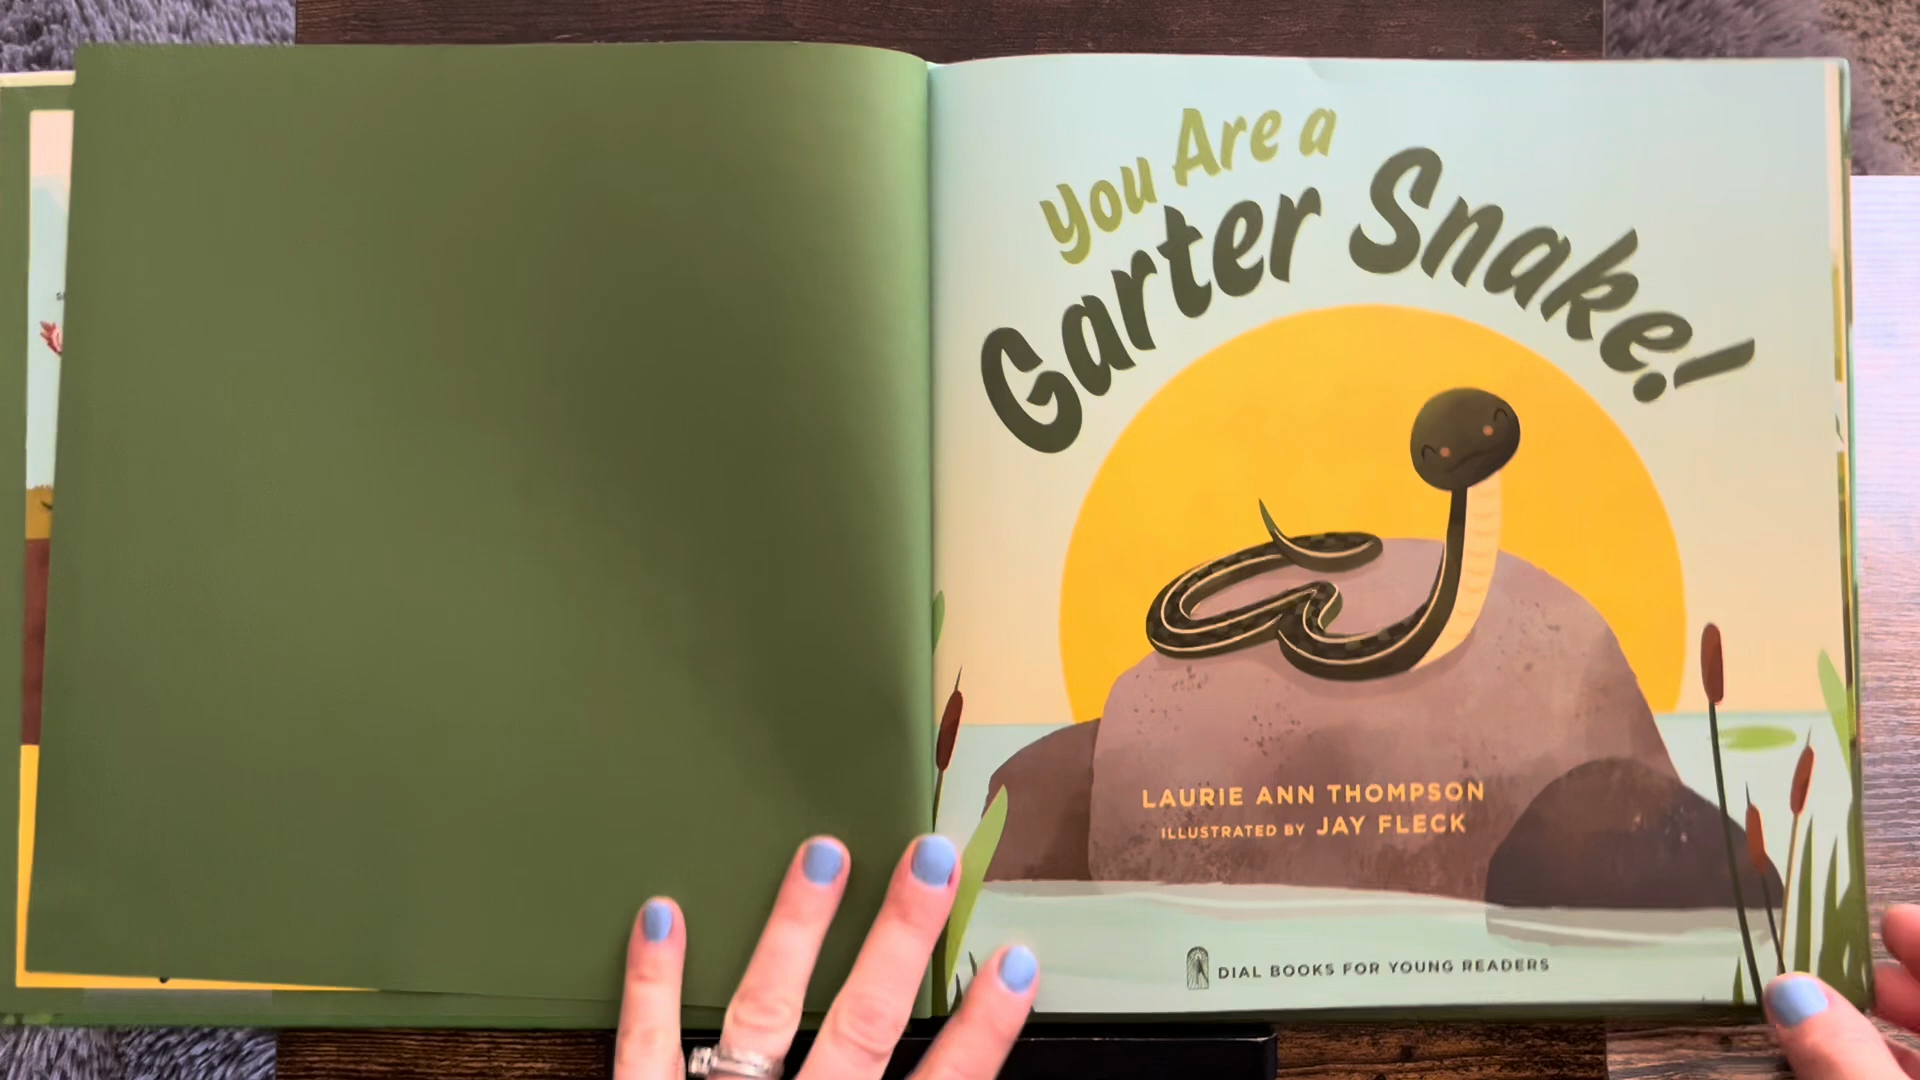 You Are a
Garter Snake!
LAURIE ANN THOMPSON
ILLUSTRATED BY JAY FLECK
DIAL BOOKS FOR YOUNG READERS